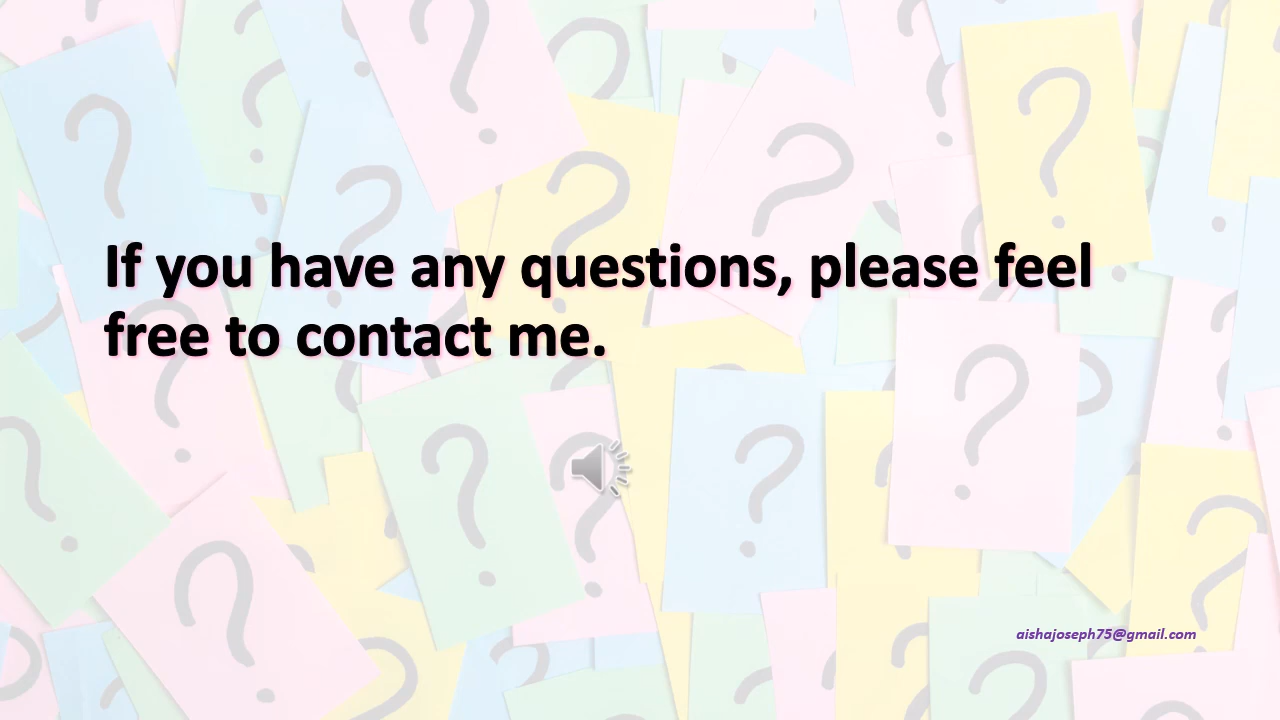 If you have any questions, please feel
free to contact me.
aishajoseph75@gmail.com